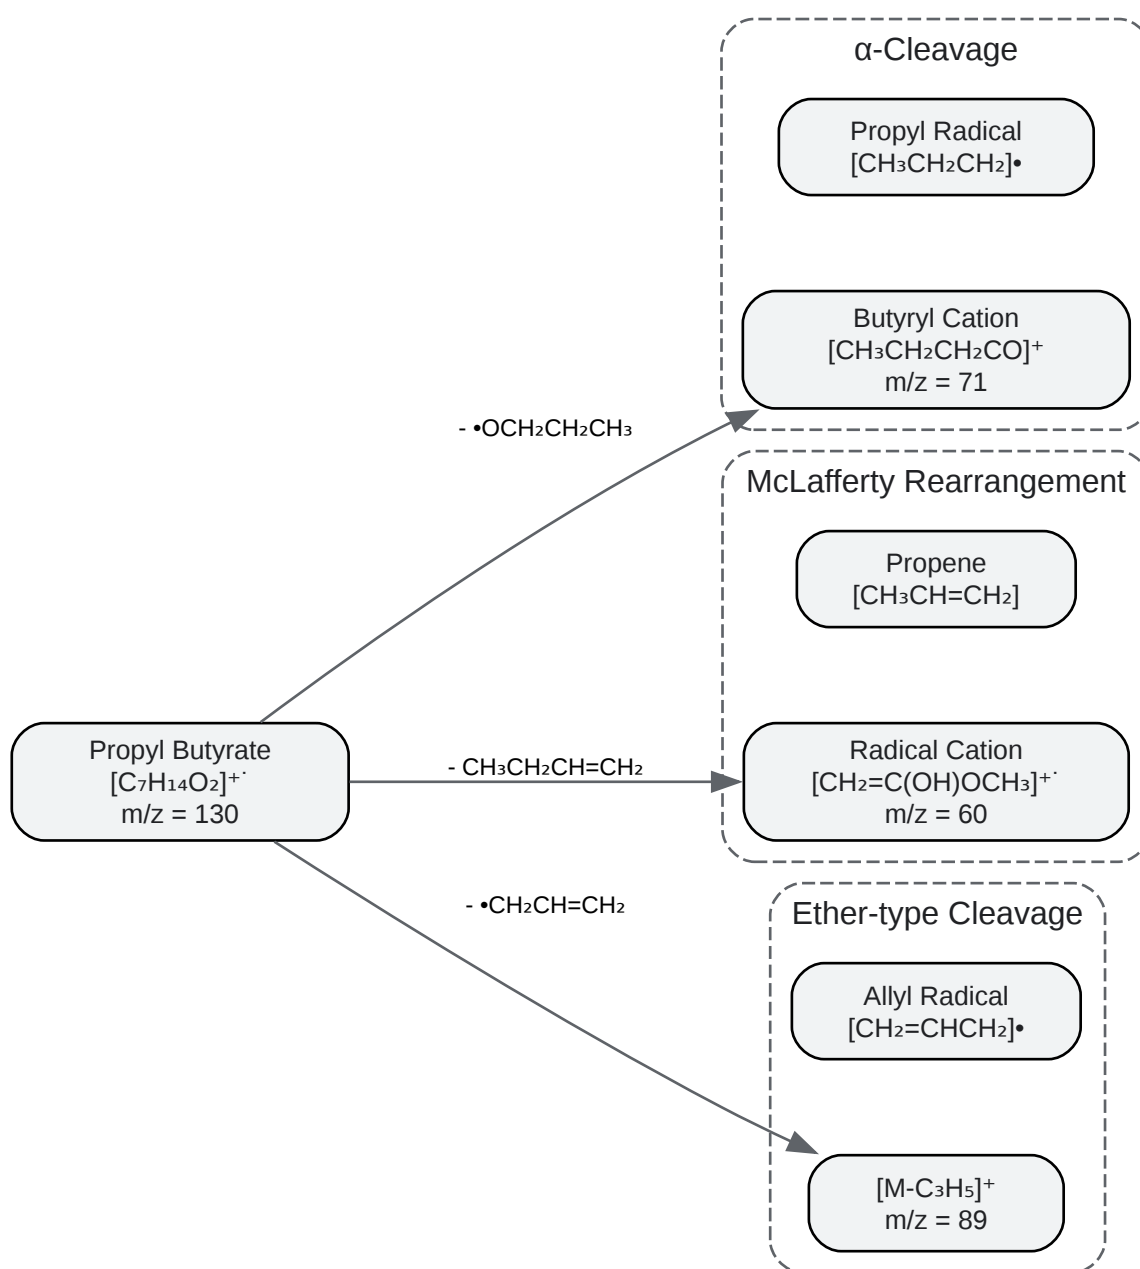 α-Cleavage
Propyl Radical
[CH₃CH₂CH₂]•
Butyryl Cation
[CH₃CH₂CH₂CO]⁺
m/z = 71
- •OCH₂CH₂CH₃
McLafferty Rearrangement
Propene
[CH₃CH=CH₂]
Propyl Butyrate
[C₇H₁₄O₂]⁺˙
m/z = 130
- CH₃CH₂CH=CH₂
Radical Cation
[CH₂=C(OH)OCH₃]⁺˙
m/z = 60
- •CH₂CH=CH₂
Ether-type Cleavage
Allyl Radical
[CH₂=CHCH₂]•
[M-C₃H₅]⁺
m/z = 89